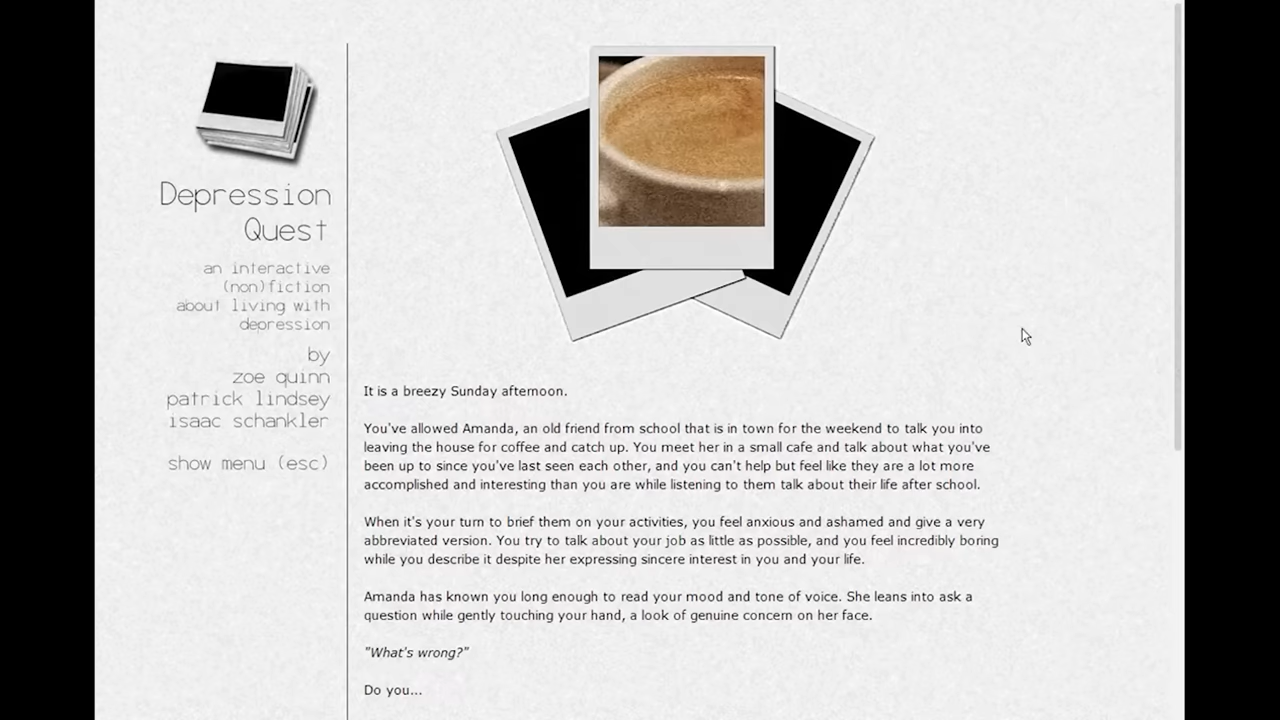 Depression
Quest
an interactive
(non)fiction
about living with
depression
by
zoe quinn
patrick lindsey
isaac schankler
show menu (esc)
It is a breezy Sunday afternoon.
You've allowed Amanda, an old friend from school that is in town for the weekend to talk you into
leaving the house for coffee and catch up. You meet her in a small cafe and talk about what you've
been up to since you've last seen each other, and you can't help but feel like they are a lot more
accomplished and interesting than you are while listening to them talk about their life after school.
When it's your turn to brief them on your activities, you feel anxious and ashamed and give a very
abbreviated version. You try to talk about your job as little as possible, and you feel incredibly boring
while you describe it despite her expressing sincere interest in you and your life.
Amanda has known you long enough to read your mood and tone of voice. She leans into ask a
question while gently touching your hand, a look of genuine concern on her face.
"What's wrong?"
Do you...